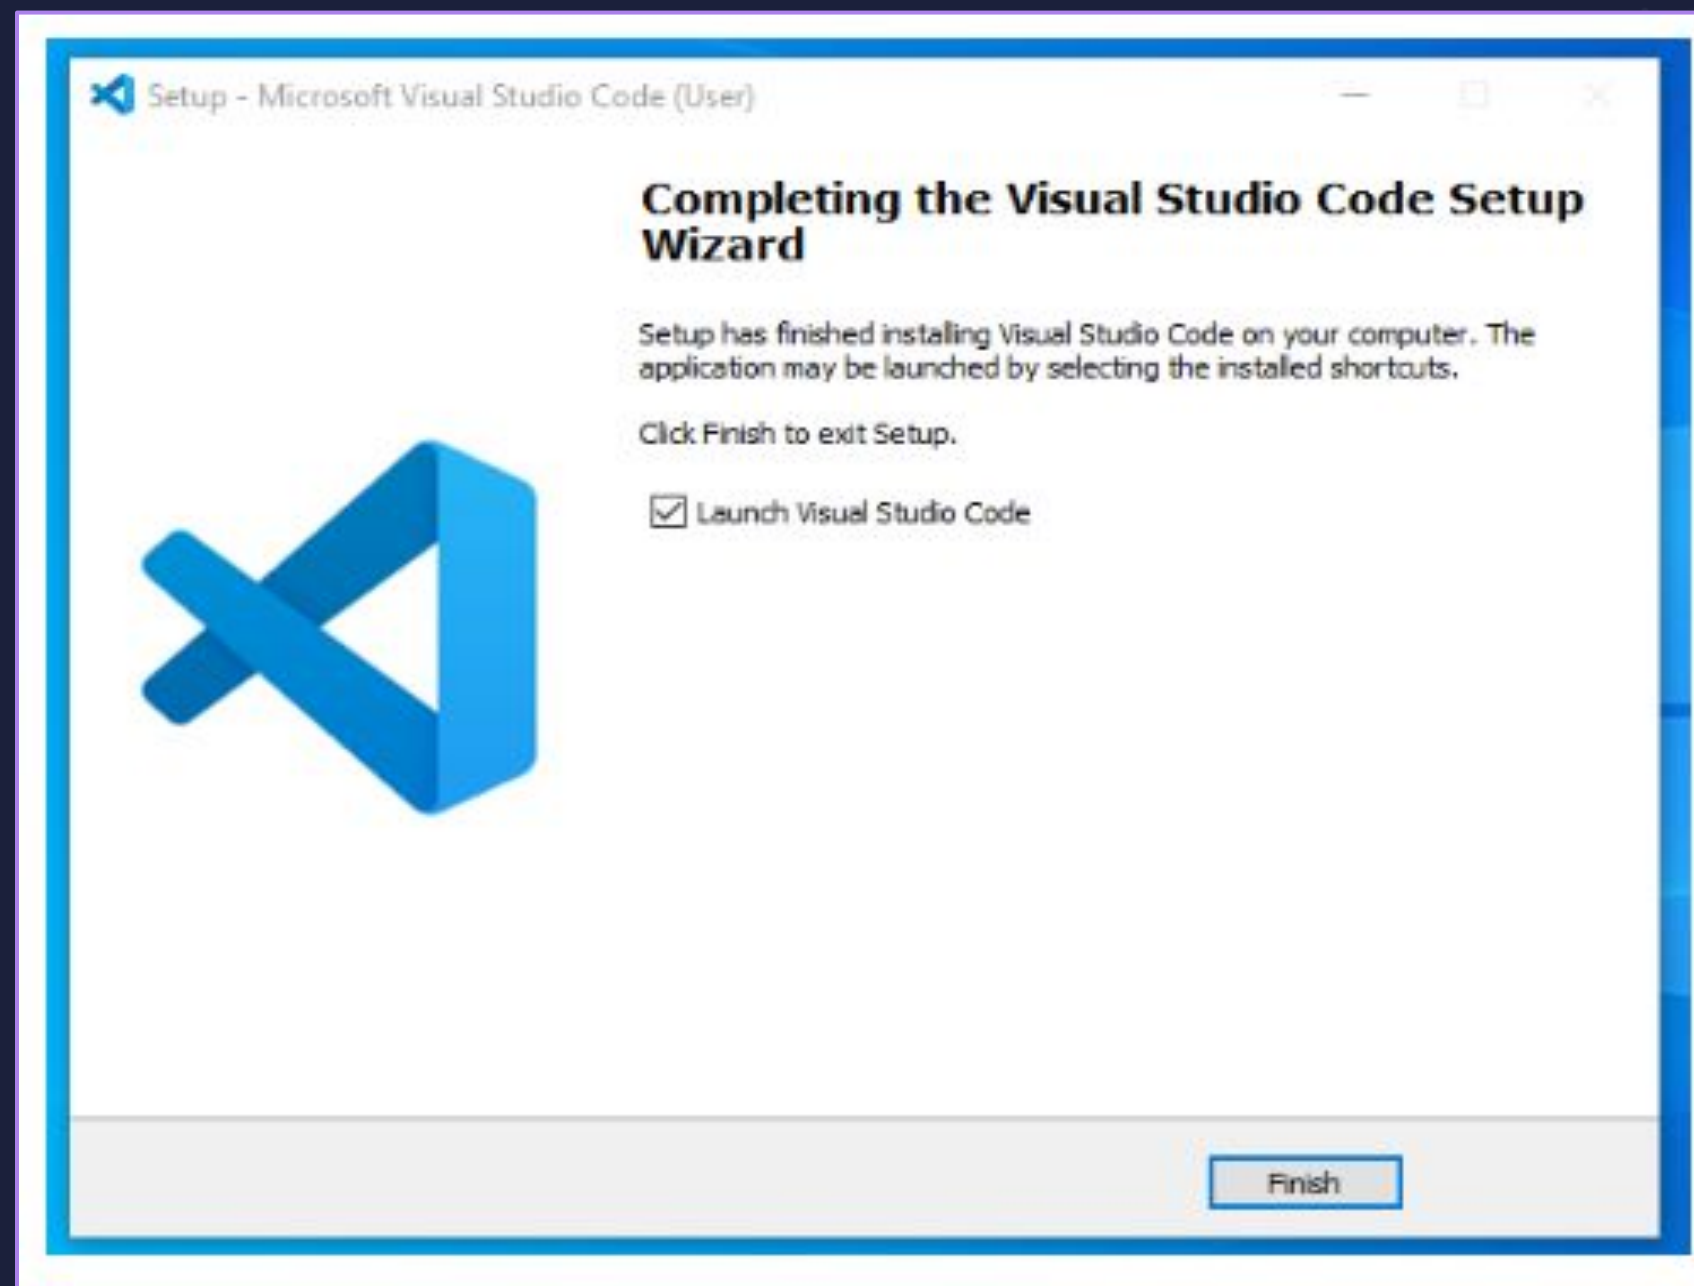 Setup - Microsoft Visual Studio Code (User)
Completing the Visual Studio Code Setup
Wizard
Setup has finished installing Visual Studio Code on your computer. The
application may be launched by selecting the installed shortcuts.
Click Finish to exit Setup.
Launch Visual Studio Code
Finish